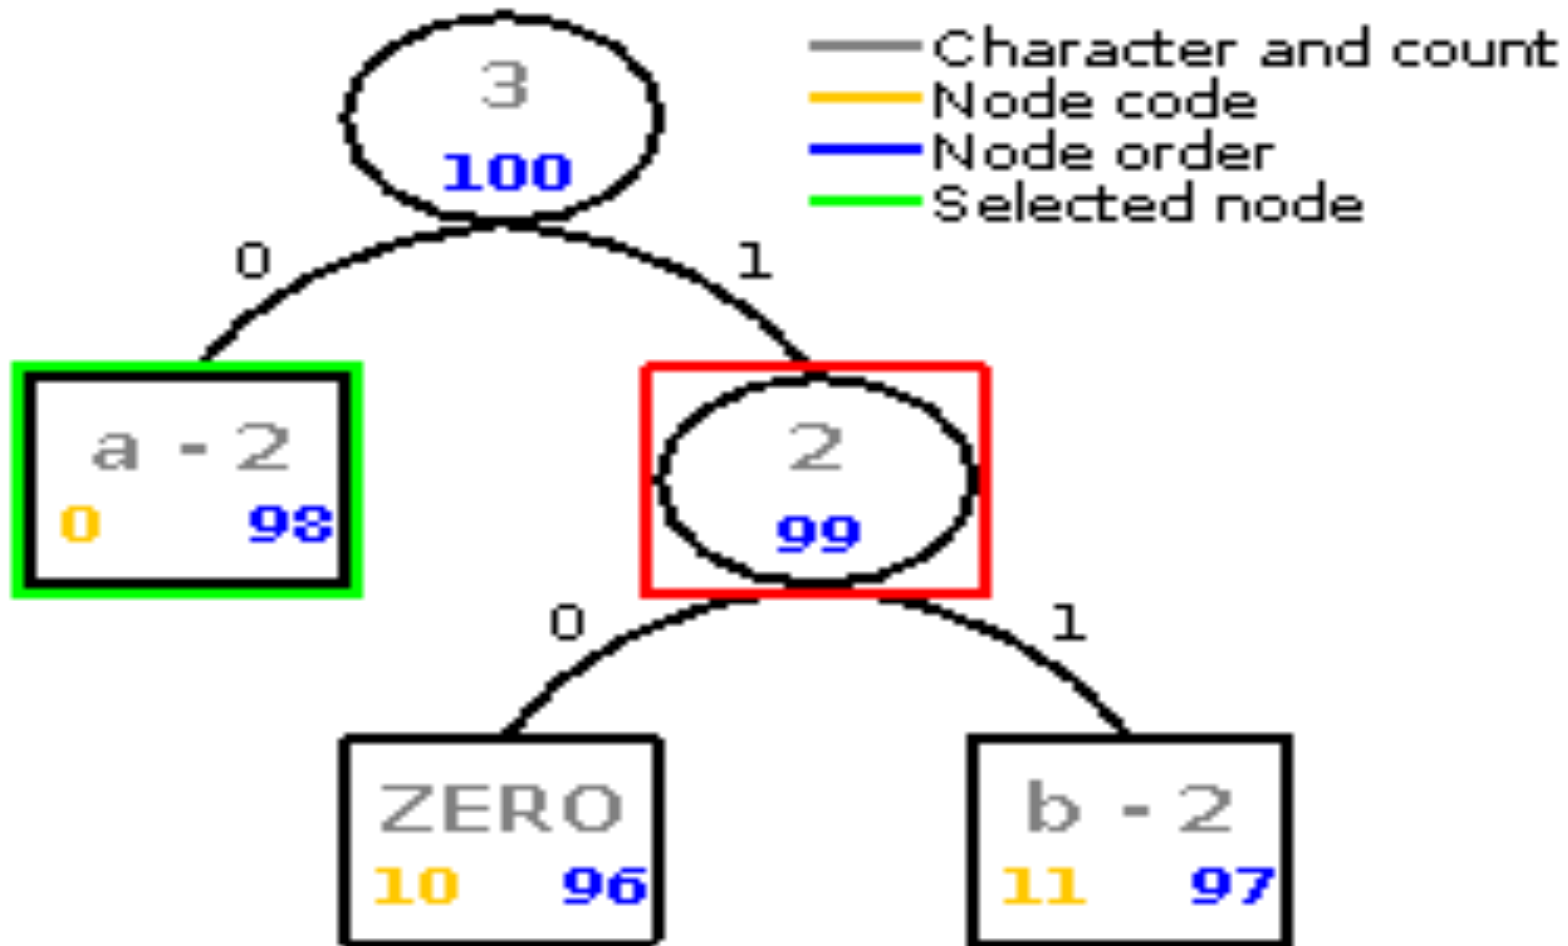 3
100
Character and count
Node code
Node order
Selected node
0
1
a - 2
0 98
2
99
0
1
ZERO
10 96
b - 2
11 97